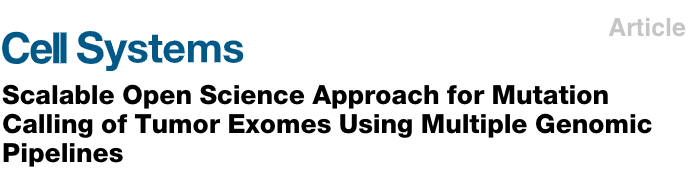 Article
Cell Systems
Scalable Open Science Approach for Mutation
Calling of Tumor Exomes Using Multiple Genomic
Pipelines